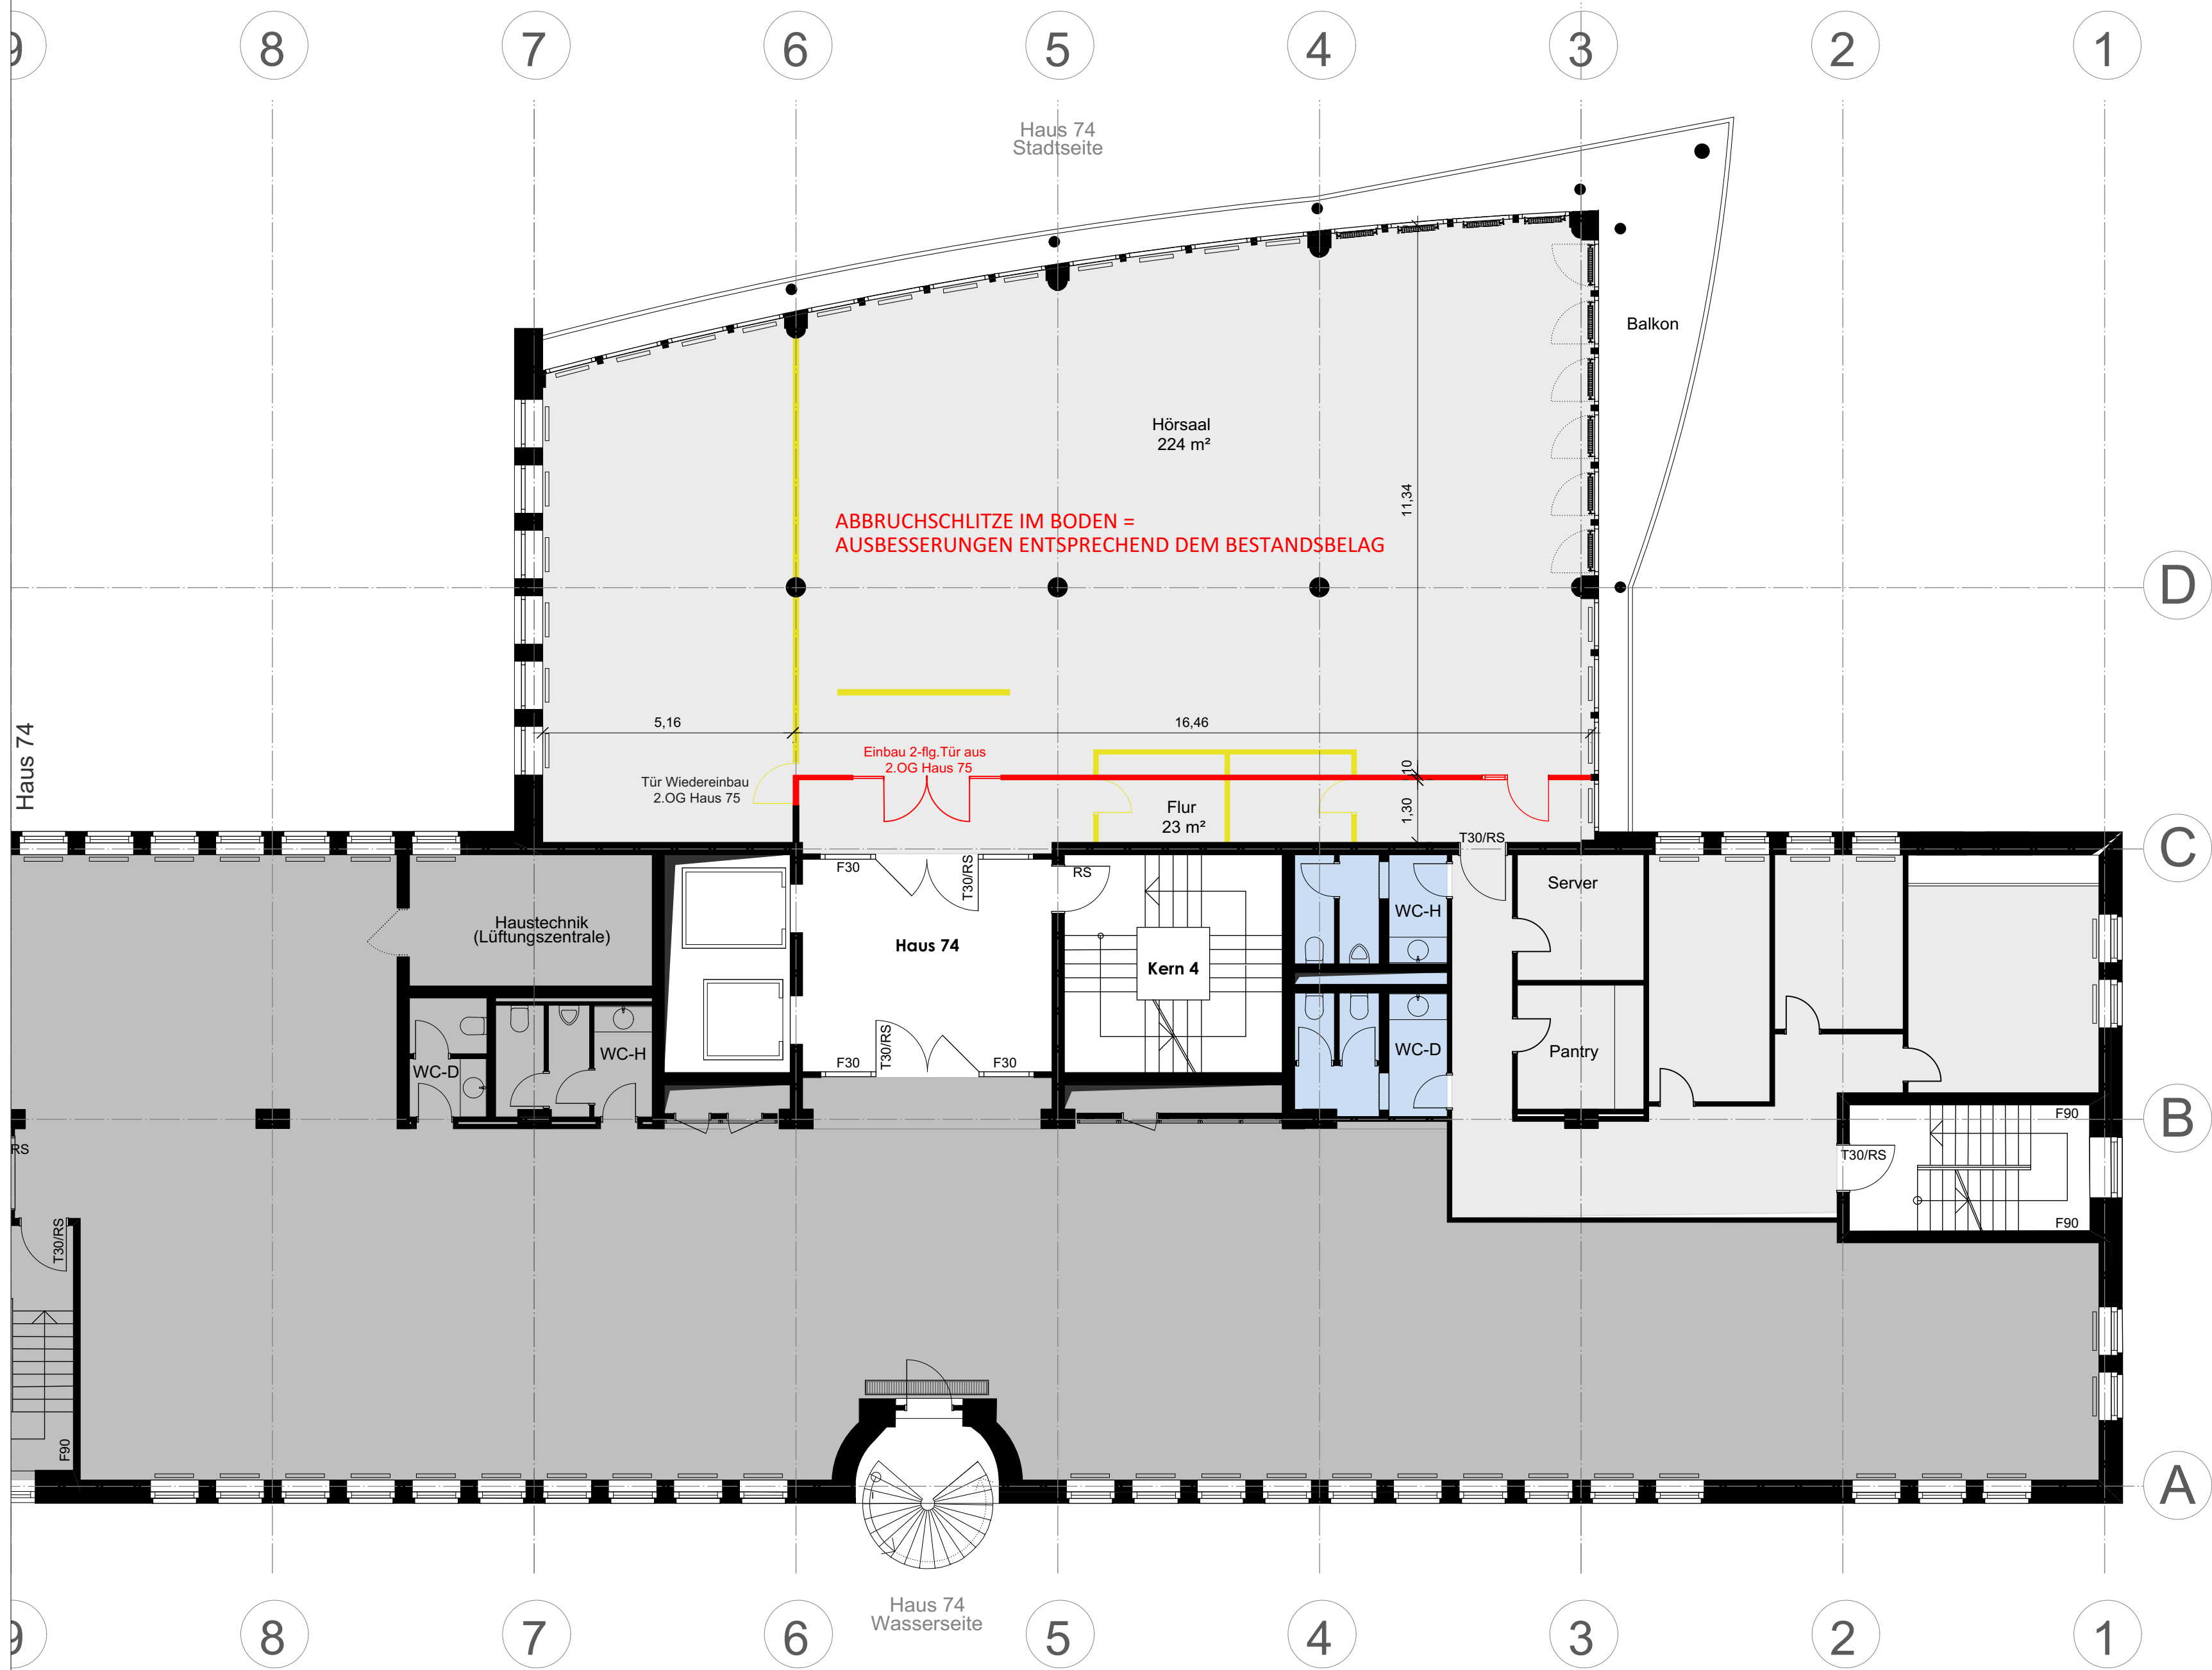 9 8 7 6 5 4 3 2 1
Haus 74
Stadtseite
Balkon
Hörsaal
224 m²
11,34
ABBRUCHSCHLITZE IM BODEN =
AUSBESSERUNGEN ENTSPRECHEND DEM BESTANDSBELAG
D
5,16
16,46
Haus 74
Einbau 2-flg.Tür aus
2.OG Haus 75
Tür Wiedereinbau
2.OG Haus 75
10
1,30
Flur
23 m²
T30/RS
C
F30
T30/RS
RS
Server
WC-H
Haustechnik
(Lüftungszentrale)
Haus 74
Kern 4
WC-D
WC-H
F30
T30/RS
F30
WC-D
Pantry
B
F90
RS
T30/RS
F90
T30/RS
F90
A
Haus 74
Wasserseite
9 8 7 6 5 4 3 2 1